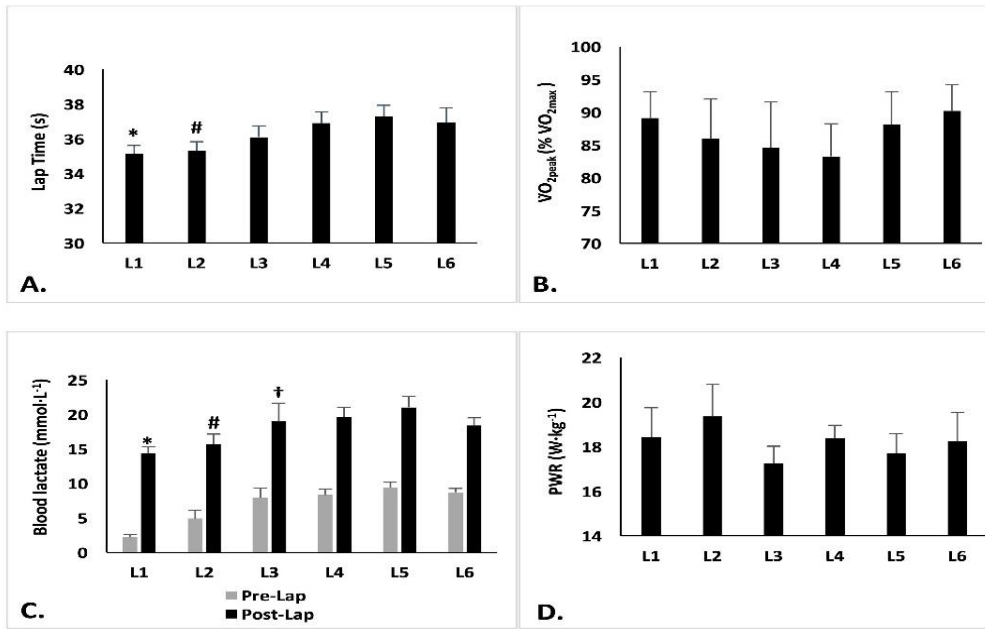 40
38
36
34
32
30
Lap Time (s)
*
#
L1 L2 L3 L4 L5 L6
A.
100
95
90
85
80
75
70
VO2peak (% VO2max)
L1 L2 L3 L4 L5 L6
B.
25
20
15
10
5
0
Blood lactate (mmol·L-1)
*
#
†
L1 L2 L3 L4 L5 L6
Pre-Lap
Post-Lap
C.
22
20
18
16
14
PWR (W·kg-1)
L1 L2 L3 L4 L5 L6
D.